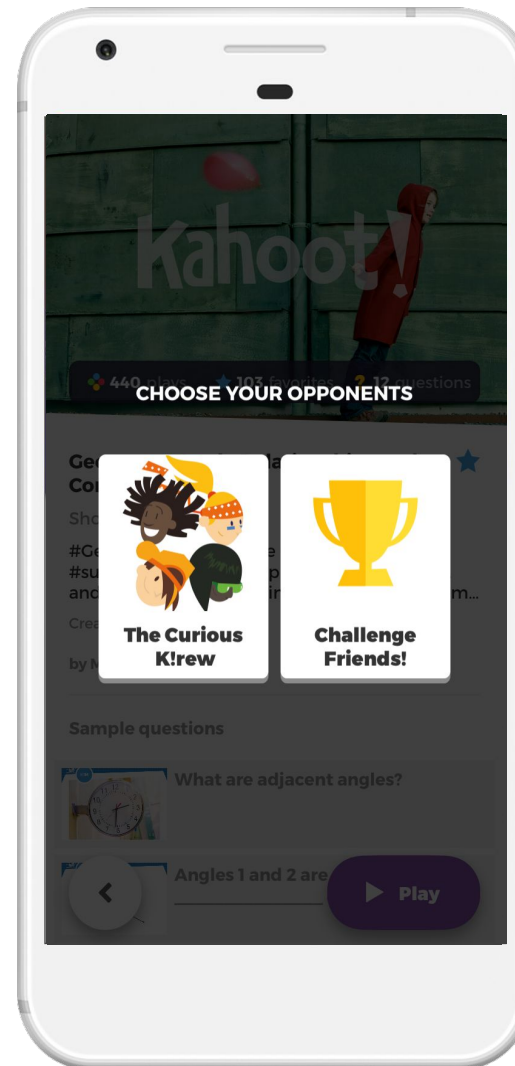 Kahoot!
440 plays 103 favorites 12 questions
CHOOSE YOUR OPPONENTS
The Curious
K!rew
Challenge
Friends!
Sample questions
What are adjacent angles?
Angles 1 and 2 are
Play